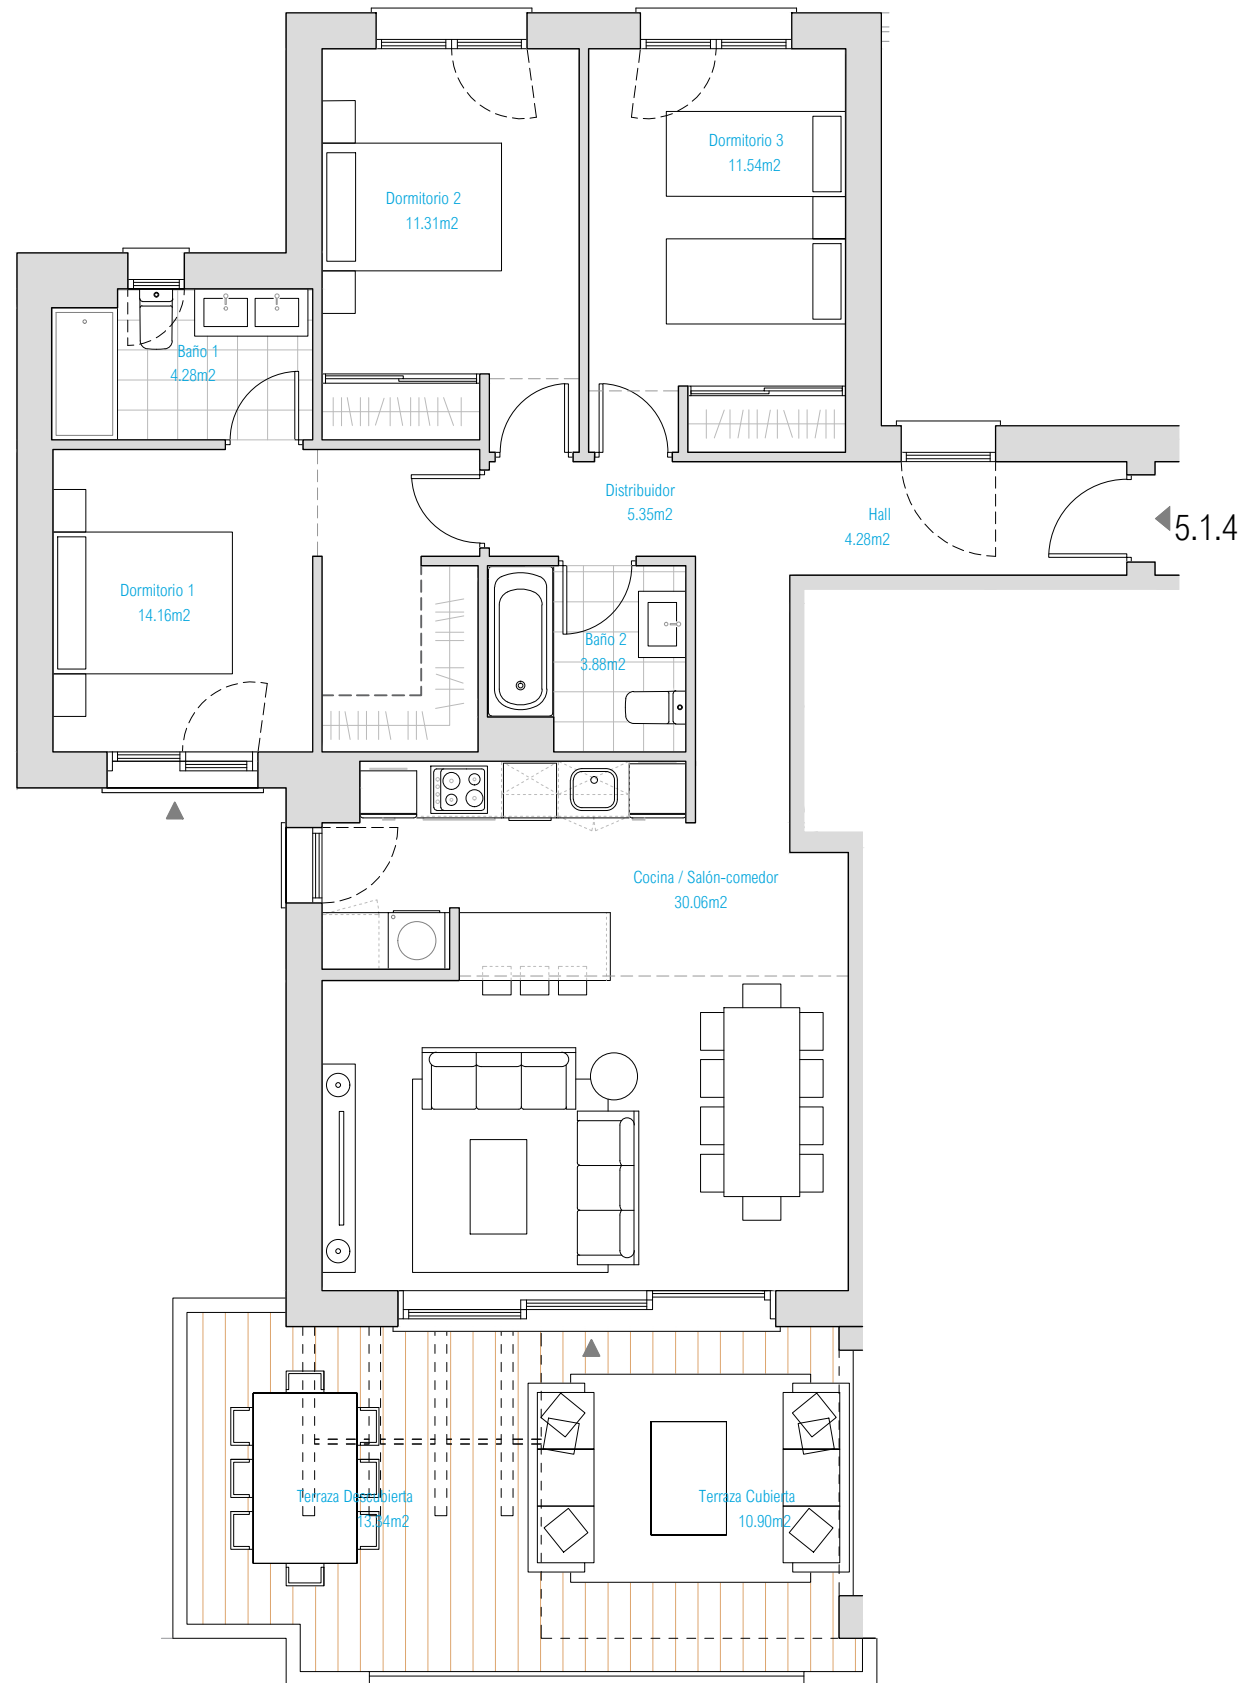 Dormitorio 3
11.54m2
Dormitorio 2
11.31m2
Baño 1
4.28m2
Distribuidor
5.35m2
Hall
4.28m2
5.1.4
Dormitorio 1
14.16m2
Baño 2
3.88m2
Cocina / Salón-comedor
30.06m2
Terraza Descubierta
13.34m2
Terraza Cubierta
10.90m2